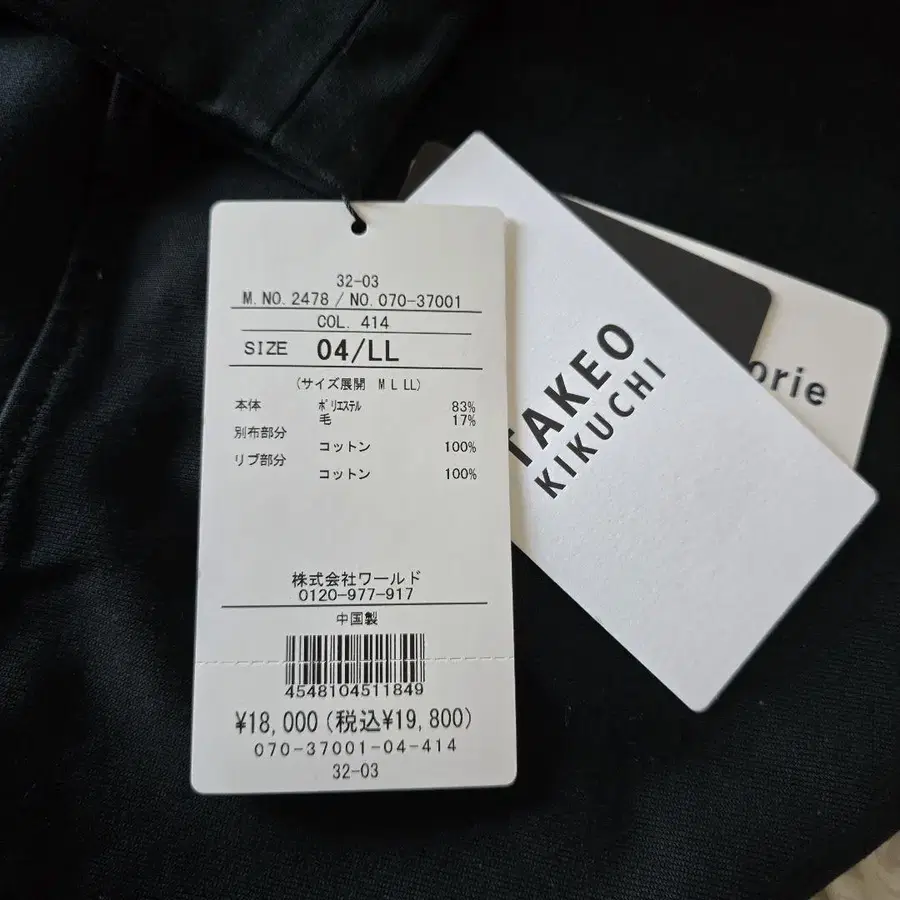 32-03
M. NO. 2478 / NO. 070-37001
COL. 414
SIZE 04/LL
(サイズ展開 M L LL)
本体 ポリエステル 83%
毛 17%
別布部分
コットン 100%
リブ部分
コットン 100%
株式会社ワールド
0120-977-917
中国製
4548104511849
¥18,000 (税込¥19,800)
070-37001-04-414
32-03
TAKEO
KIKUCHI